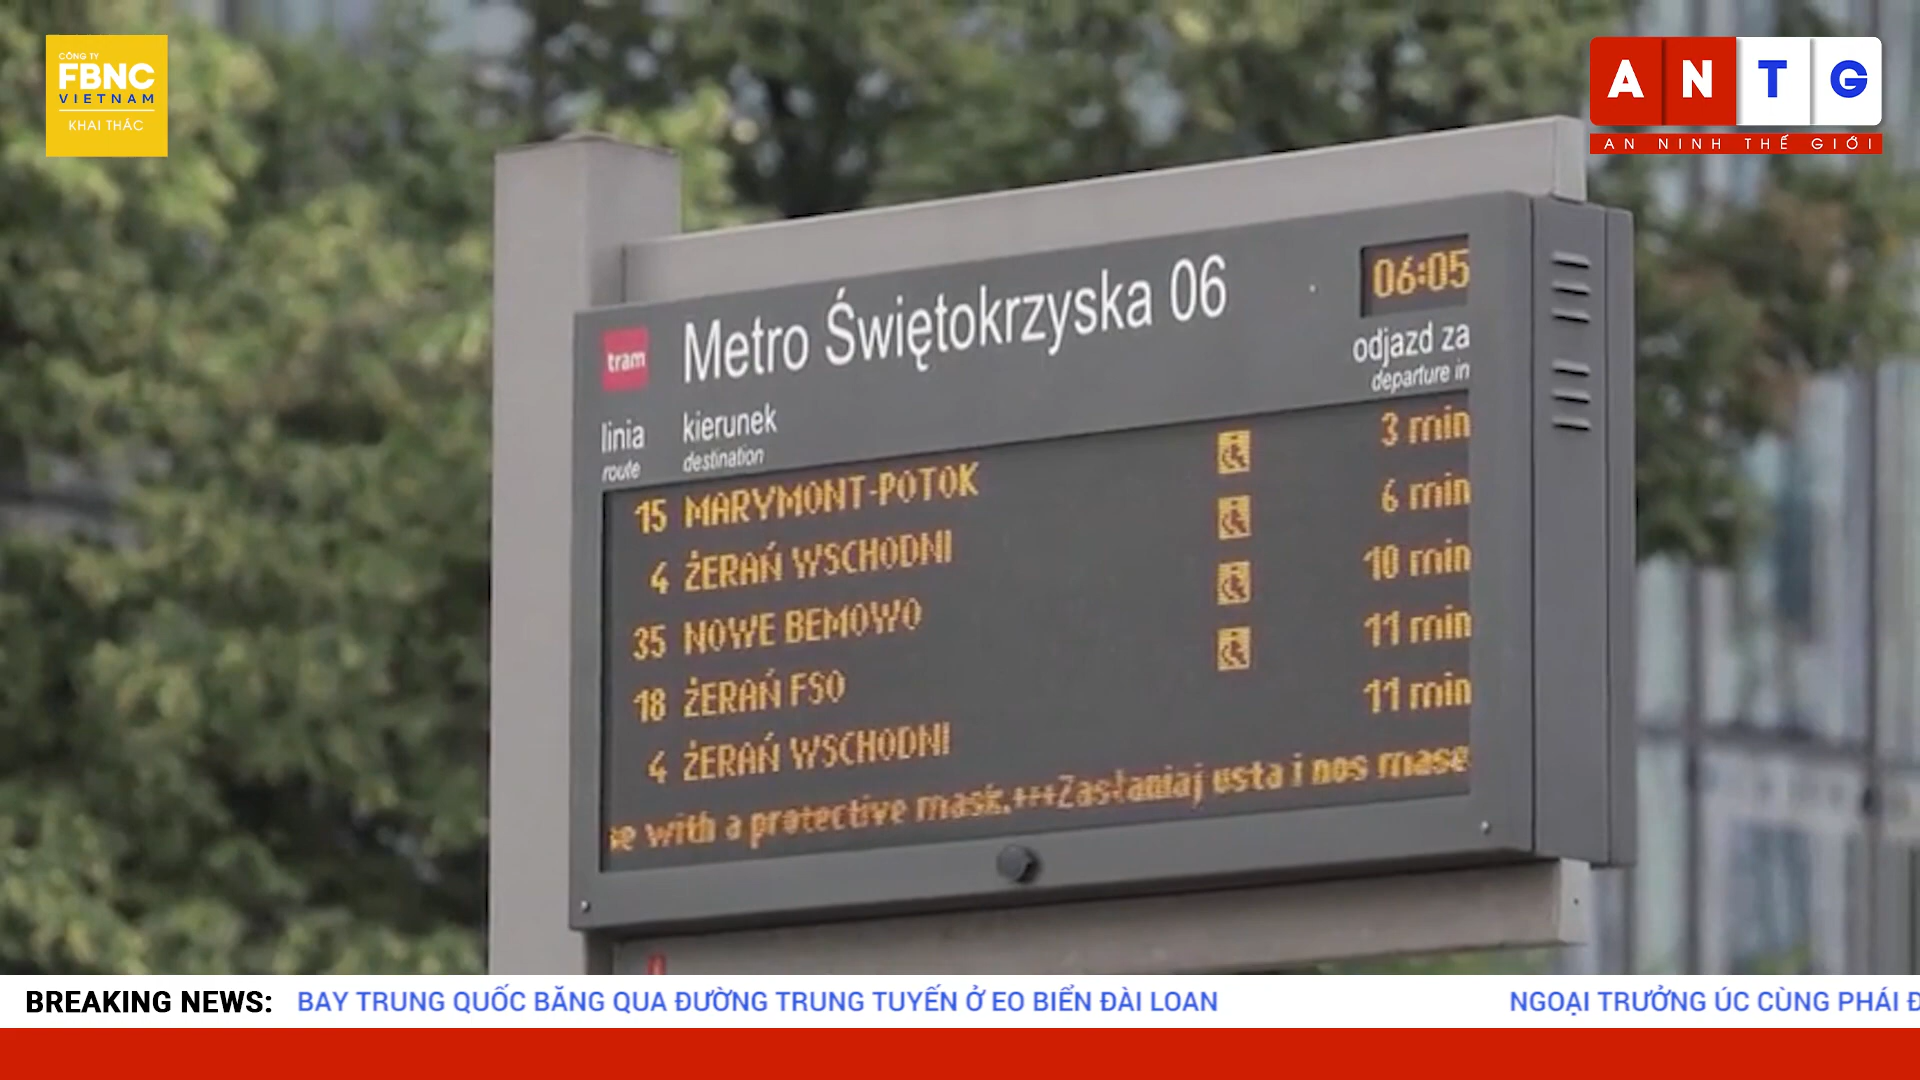 CÔNG TY
FBNC
VIETNAM
KHAI THÁC
A N T G
AN NINH THẾ GIỚI
Metro Świętokrzyska 06
06:05
tram
odjazd za
departure in
linia
route
kierunek
destination
15 MARYMONT-POTOK 3 min
4 ŻERAŃ WSCHODNI 6 min
35 NOWE BEMOWO 10 min
18 ŻERAŃ FSO 11 min
4 ŻERAŃ WSCHODNI 11 min
with a protective mask.+++Zasłaniaj usta i nos mase
BREAKING NEWS: BAY TRUNG QUỐC BĂNG QUA ĐƯỜNG TRUNG TUYẾN Ở EO BIỂN ĐÀI LOAN NGOẠI TRƯỞNG ÚC CÙNG PHÁI Đ